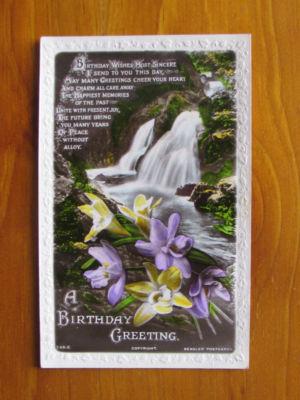 Birthday Wishes Most Sincere
I send to you this day,
May many Greetings cheer your heart
And charm all care away
The Happiest Memories
of the past
Unite with present joy,
The future bring
you many years
Of Peace
without
alloy.
A
Birthday
Greeting.
COPYRIGHT.